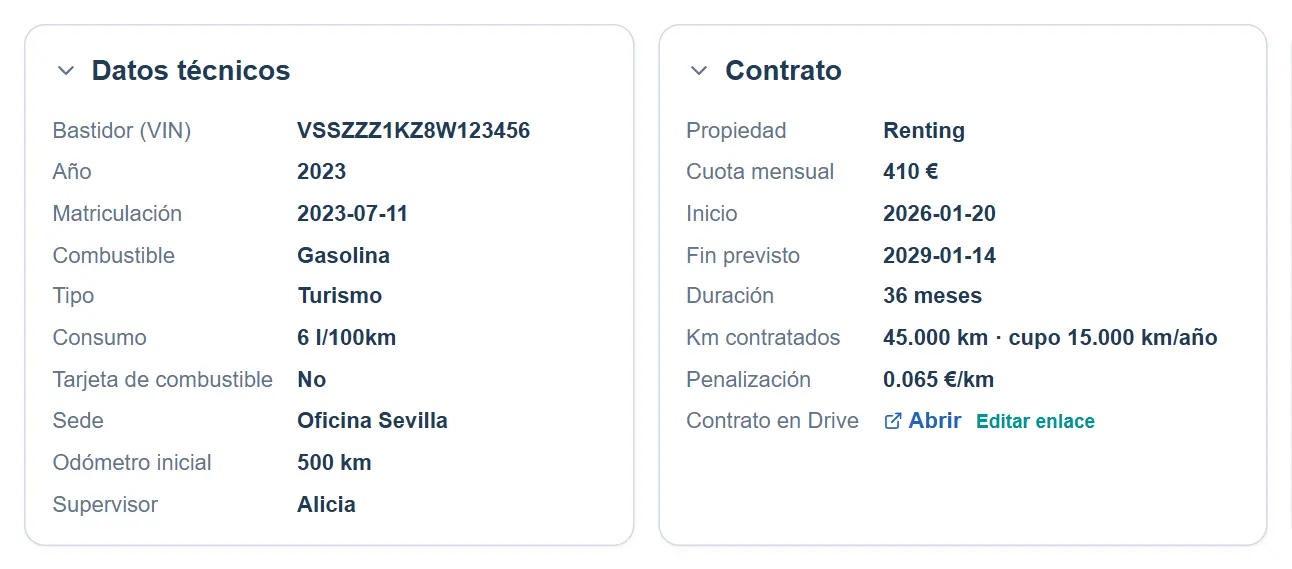 Datos técnicos
Bastidor (VIN) VSSZZZ1KZ8W123456
Año 2023
Matriculación 2023-07-11
Combustible Gasolina
Tipo Turismo
Consumo 6 l/100km
Tarjeta de combustible No
Sede Oficina Sevilla
Odómetro inicial 500 km
Supervisor Alicia
Contrato
Propiedad Renting
Cuota mensual 410 €
Inicio 2026-01-20
Fin previsto 2029-01-14
Duración 36 meses
Km contratados 45.000 km · cupo 15.000 km/año
Penalización 0.065 €/km
Contrato en Drive Abrir Editar enlace